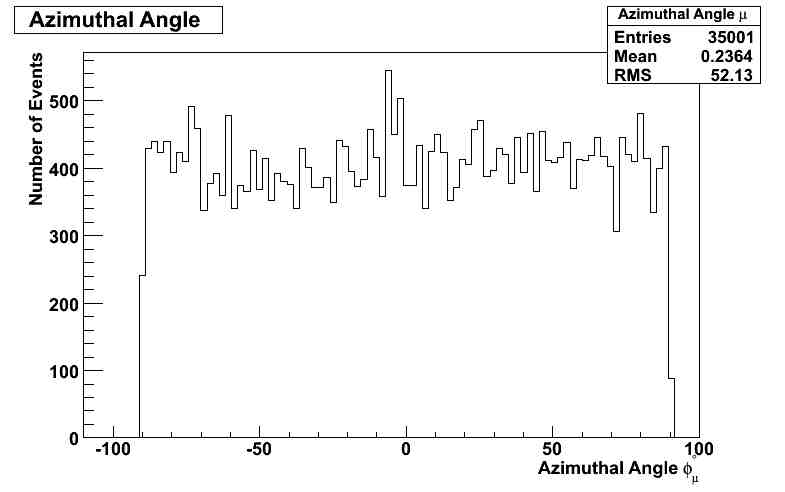 Azimuthal Angle
Azimuthal Angle μ
Entries 35001
Mean 0.2364
RMS 52.13
Number of Events
500
400
300
200
100
0
-100 -50 0 50 100
Azimuthal Angle ϕ°μ